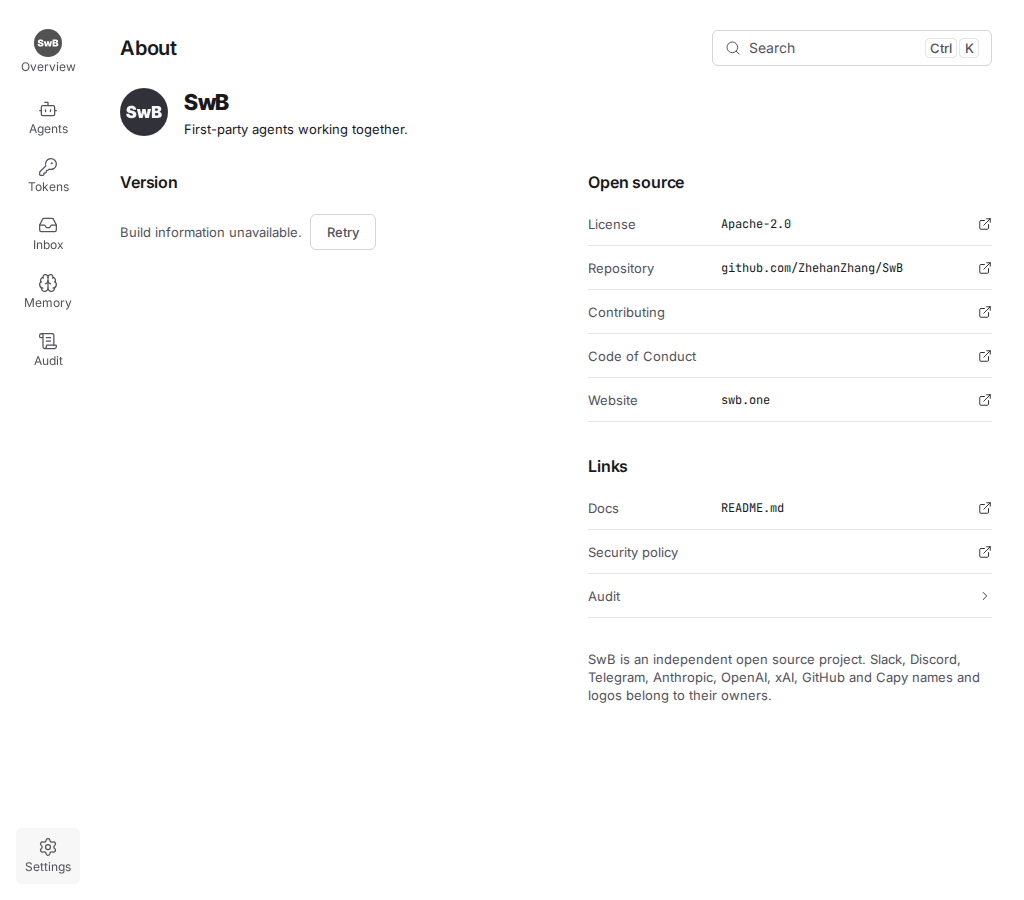 SwB
Overview
Agents
Tokens
Inbox
Memory
Audit
Settings
About
Search
Ctrl K
SwB
SwB
First-party agents working together.
Version
Build information unavailable.
Retry
Open source
License Apache-2.0
Repository github.com/ZhehanZhang/SwB
Contributing
Code of Conduct
Website swb.one
Links
Docs README.md
Security policy
Audit
SwB is an independent open source project. Slack, Discord,
Telegram, Anthropic, OpenAI, xAI, GitHub and Capy names and
logos belong to their owners.